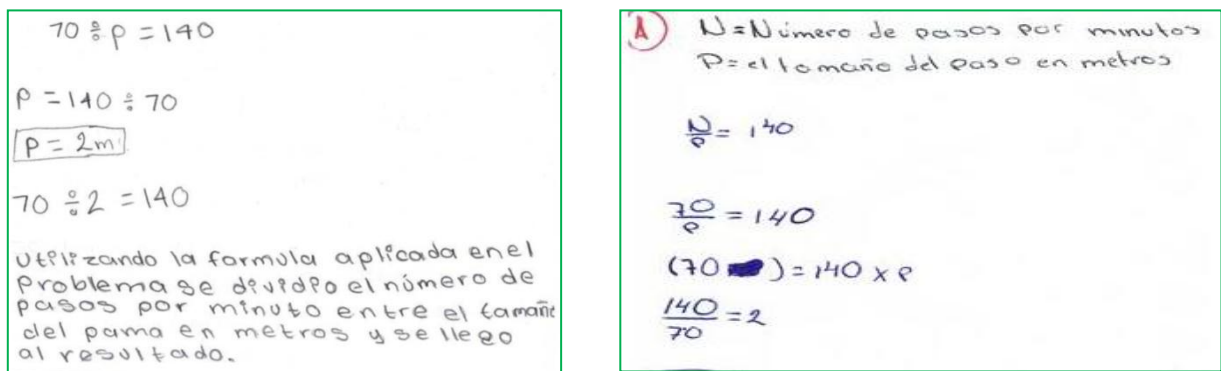 70 ÷ p = 140
p = 140 ÷ 70
p = 2m
70 ÷ 2 = 140
Utilizando la formula aplicada en el
problema se dividio el número de
pasos por minuto entre el tamañ
del pama en metros y se llego
al resultado.
A) N=Número de pasos por minutos
P= el tamaño del paso en metros
N/P = 140
70/P = 140
(70 ) = 140 x P
140/70 = 2